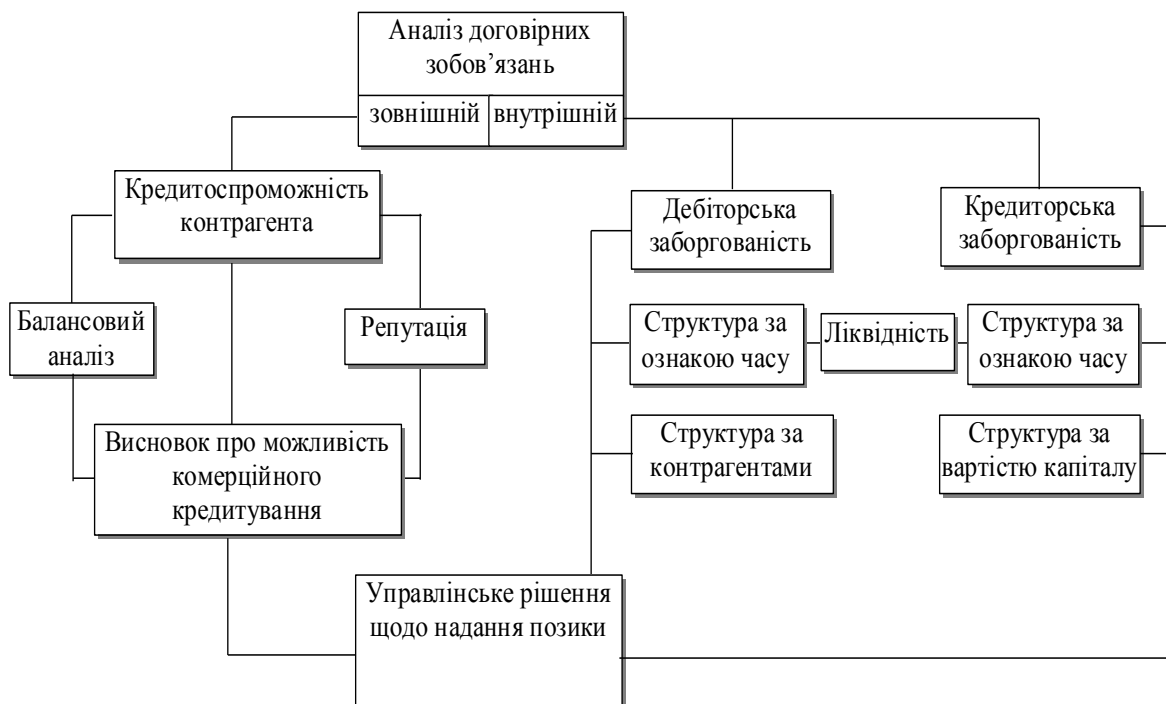 Аналіз договірних
зобов’язань
зовнішній
внутрішній
Кредитоспроможність
контрагента
Дебіторська
заборгованість
Кредиторська
заборгованість
Балансовий
аналіз
Репутація
Структура за
ознакою часу
Ліквідність
Структура за
ознакою часу
Висновок про можливість
комерційного
кредитування
Структура за
контрагентами
Структура за
вартістю капіталу
Управлінське рішення
щодо надання позики